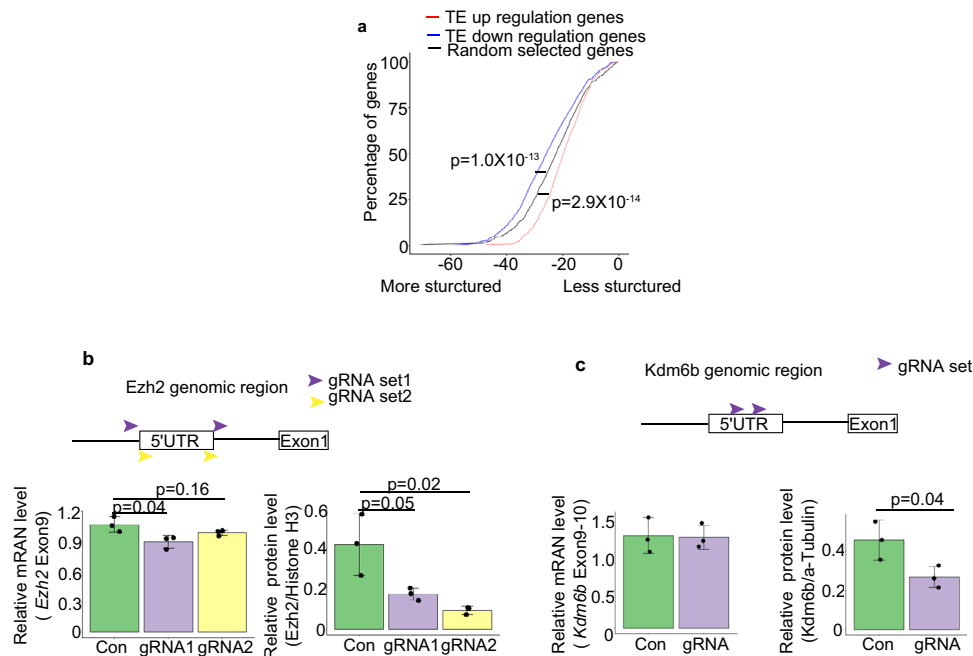 a
TE up regulation genes
TE down regulation genes
Random selected genes
Percentage of genes
100
75
50
25
0
p=1.0X10-13
p=2.9X10-14
-60
-40
-20
0
More sturctured
Less sturctured
b
Ezh2 genomic region
gRNA set1
gRNA set2
5'UTR
Exon1
Relative mRAN level
( Ezh2 Exon9)
1.2
0.9
0.6
0.3
0
p=0.16
p=0.04
Con
gRNA1
gRNA2
Relative protein level
(Ezh2/Histone H3)
0.6
0.4
0.2
0
p=0.02
p=0.05
Con
gRNA1
gRNA2
c
Kdm6b genomic region
gRNA set
5'UTR
Exon1
Relative mRAN level
( Kdm6b Exon9-10)
1.5
1.0
0.5
0
Con
gRNA
Relative protein level
(Kdm6b/a-Tubulin)
0.4
0.2
0
p=0.04
Con
gRNA